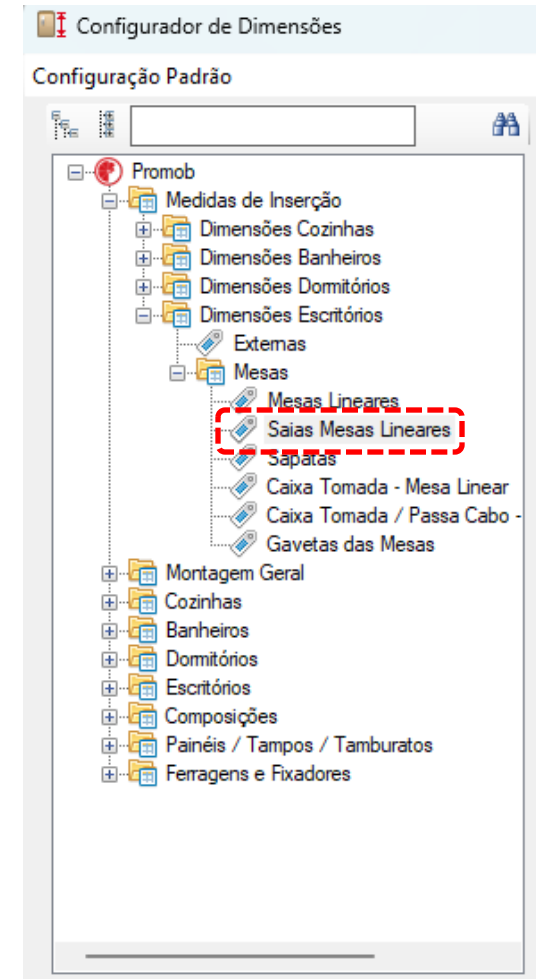 Configurador de Dimensões
Configuração Padrão
Promob
Medidas de Inserção
Dimensões Cozinhas
Dimensões Banheiros
Dimensões Dormitórios
Dimensões Escritórios
Externas
Mesas
Mesas Lineares
Saias Mesas Lineares
Sapatas
Caixa Tomada - Mesa Linear
Caixa Tomada / Passa Cabo -
Gavetas das Mesas
Montagem Geral
Cozinhas
Banheiros
Dormitórios
Escritórios
Composições
Painéis / Tampos / Tamburatos
Ferragens e Fixadores